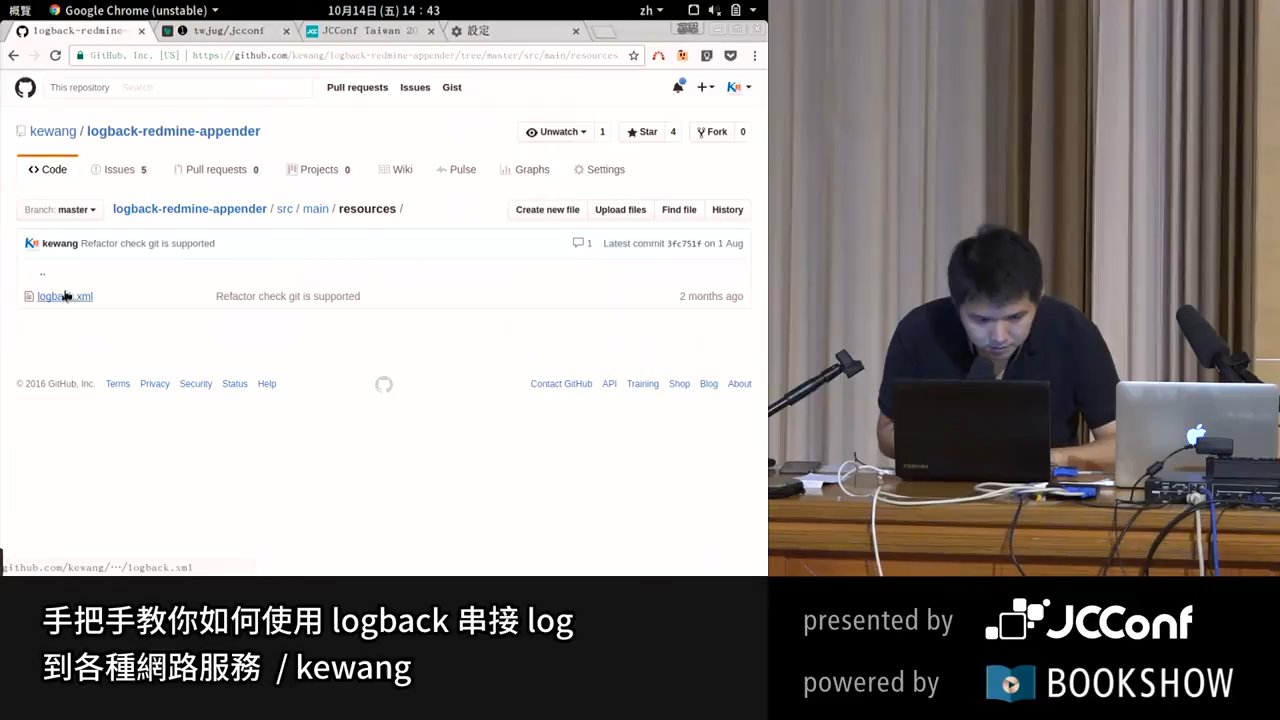 概覽
Google Chrome (unstable)
10月14日 (五) 14：43
zh
logback-redmine-
twjug/jcconf
JCConf Taiwan 20
設定
GitHub, Inc. [US]
https://github.com/kewang/logback-redmine-appender/tree/master/src/main/resources
This repository
Search
Pull requests
Issues
Gist
kewang / logback-redmine-appender
Unwatch 1
Star 4
Fork 0
Code
Issues 5
Pull requests 0
Projects 0
Wiki
Pulse
Graphs
Settings
Branch: master
logback-redmine-appender / src / main / resources /
Create new file
Upload files
Find file
History
kewang Refactor check git is supported
1
Latest commit 3fc751f on 1 Aug
..
logback.xml
Refactor check git is supported
2 months ago
© 2016 GitHub, Inc.
Terms
Privacy
Security
Status
Help
Contact GitHub
API
Training
Shop
Blog
About
github.com/kewang/…/logback.xml
TOSHIBA
手把手教你如何使用 logback 串接 log
到各種網路服務 / kewang
presented by
JCConf
powered by
BOOKSHOW